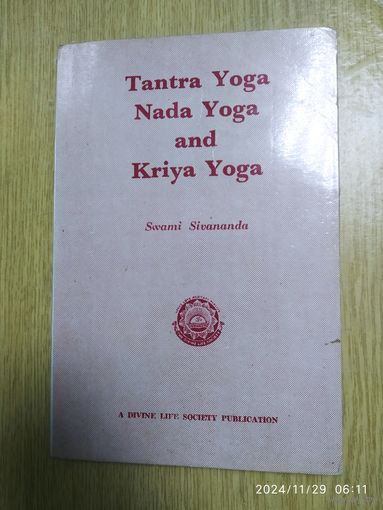 Tantra Yoga
Nada Yoga
and
Kriya Yoga
Swami Sivananda
A DIVINE LIFE SOCIETY PUBLICATION
2024/11/29 06:11